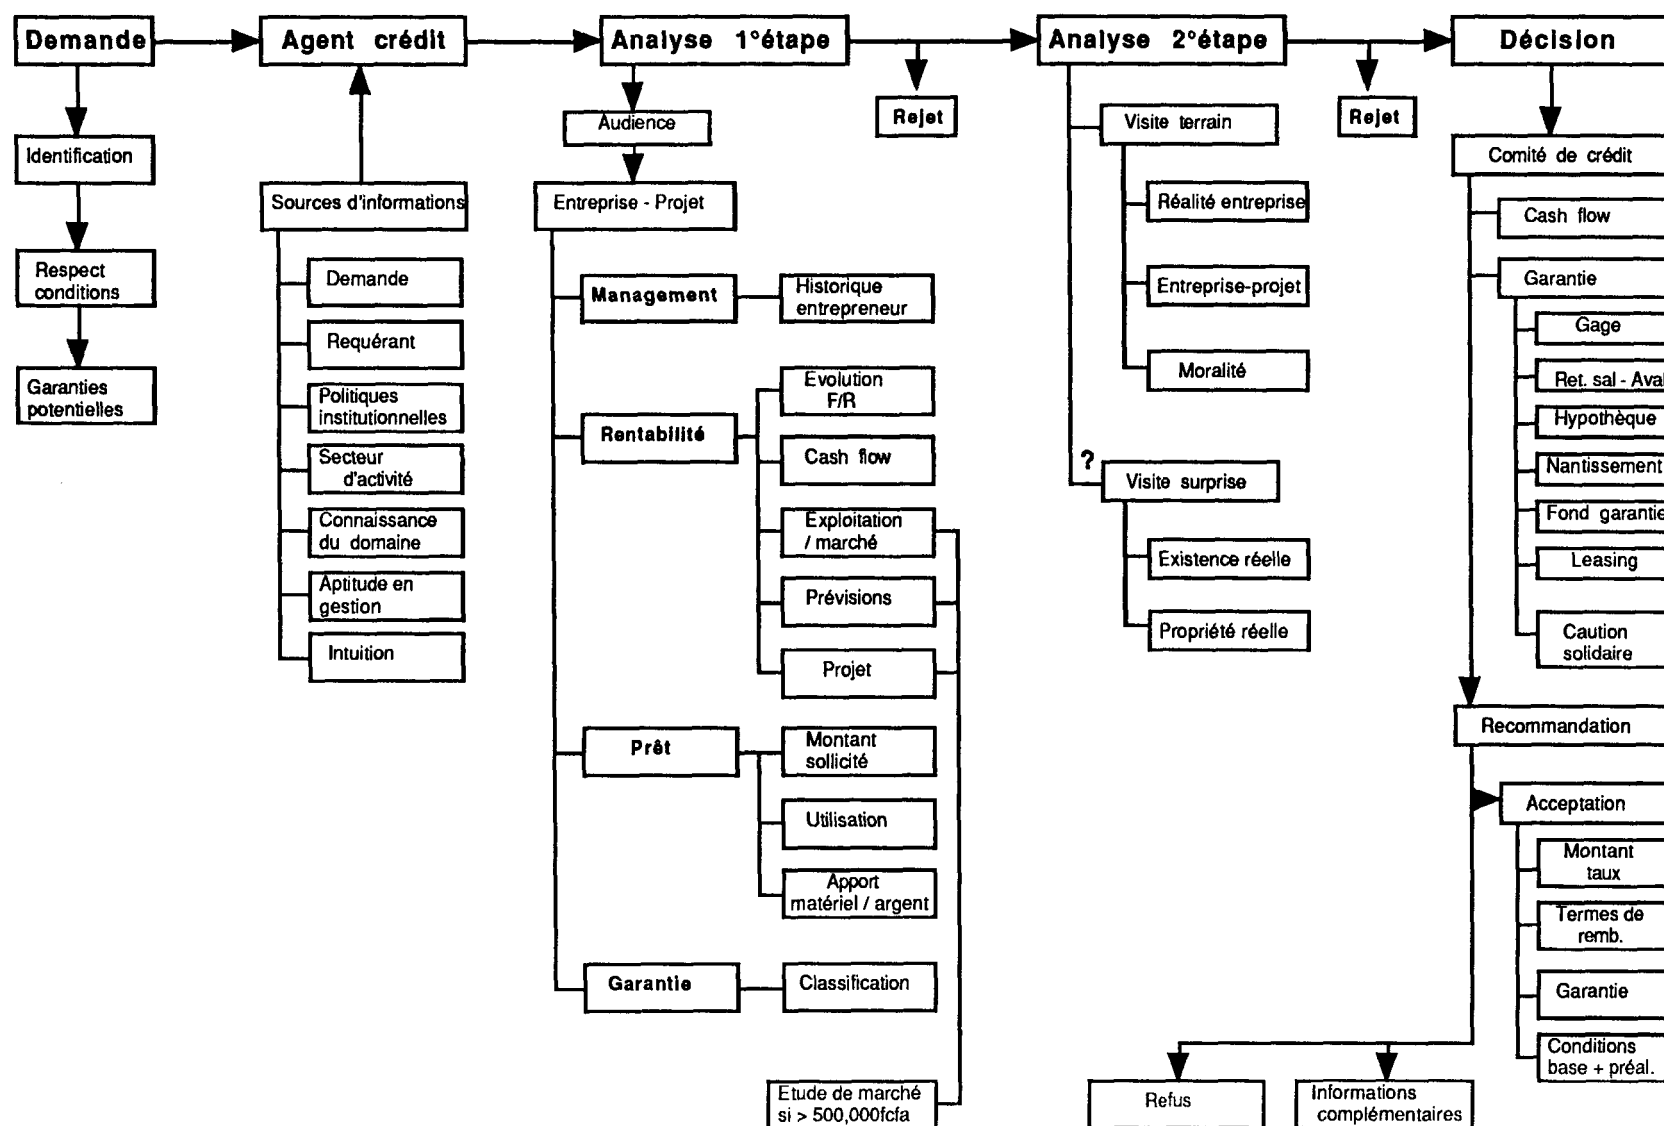 Demande
Agent crédit
Analyse 1°étape
Analyse 2°étape
Décision
Rejet
Rejet
Identification
Respect
conditions
Garanties
potentielles
Sources d'informations
Demande
Requérant
Politiques
institutionnelles
Secteur
d'activité
Connaissance
du domaine
Aptitude en
gestion
Intuition
Audience
Entreprise - Projet
Management
Historique
entrepreneur
Rentabilité
Evolution
F/R
Cash flow
Exploitation
/ marché
Prévisions
Projet
Prêt
Montant
sollicité
Utilisation
Apport
matériel / argent
Garantie
Classification
Etude de marché
si > 500,000fcfa
Visite terrain
Réalité entreprise
Entreprise-projet
Moralité
?
Visite surprise
Existence réelle
Propriété réelle
Comité de crédit
Cash flow
Garantie
Gage
Ret. sal - Aval
Hypothèque
Nantissement
Fond garantie
Leasing
Caution
solidaire
Recommandation
Acceptation
Montant
taux
Termes de
remb.
Garantie
Conditions
base + préal.
Refus
Informations
complémentaires